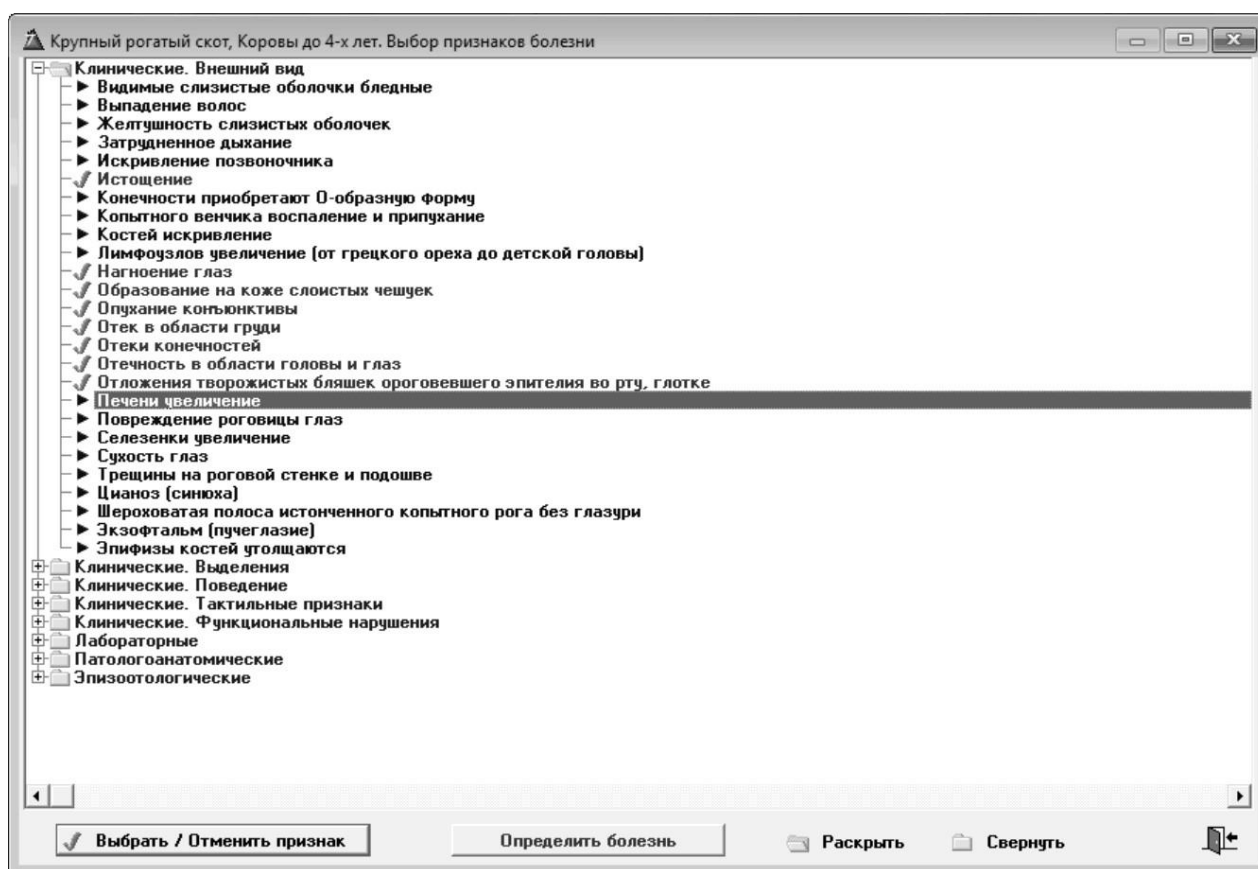 Крупный рогатый скот, Коровы до 4-х лет. Выбор признаков болезни
Клинические. Внешний вид
Видимые слизистые оболочки бледные
Выпадение волос
Желтушность слизистых оболочек
Затрудненное дыхание
Искривление позвоночника
Истощение
Конечности приобретают О-образную форму
Копытного венчика воспаление и припухание
Костей искривление
Лимфоузлов увеличение (от грецкого ореха до детской головы)
Нагноение глаз
Образование на коже слоистых чешуек
Опухание конъюнктивы
Отек в области груди
Отеки конечностей
Отечность в области головы и глаз
Отложения творожистых бляшек ороговевшего эпителия во рту, глотке
Печени увеличение
Повреждение роговицы глаз
Селезенки увеличение
Сухость глаз
Трещины на роговой стенке и подошве
Цианоз (синюха)
Шероховатая полоса истонченного копытного рога без глазури
Экзофтальм (пучеглазие)
Эпифизы костей утолщаются
Клинические. Выделения
Клинические. Поведение
Клинические. Тактильные признаки
Клинические. Функциональные нарушения
Лабораторные
Патологоанатомические
Эпизоотологические
Выбрать / Отменить признак Определить болезнь Раскрыть Свернуть